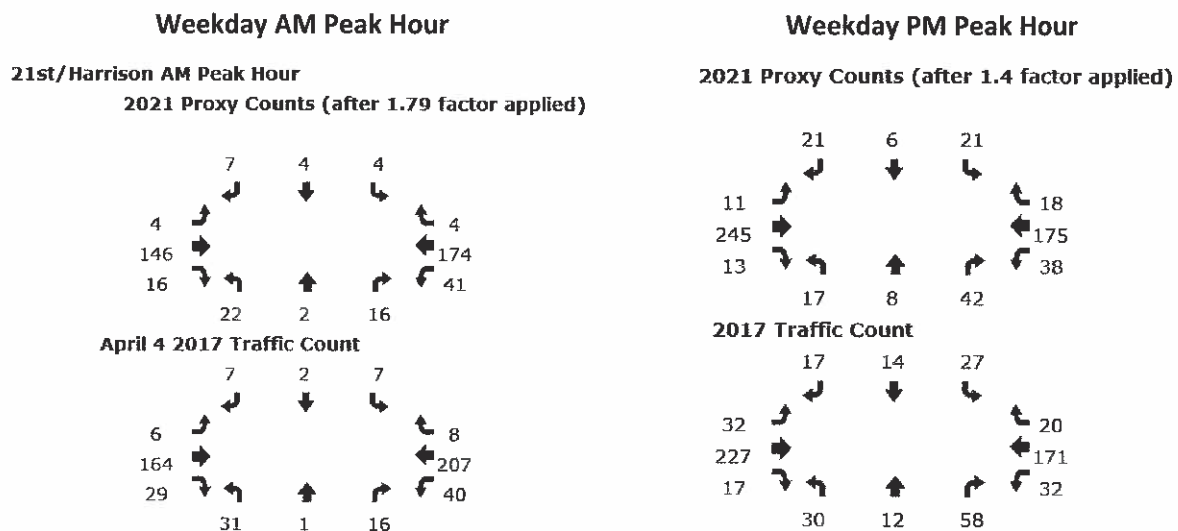 Weekday AM Peak Hour
21st/Harrison AM Peak Hour
2021 Proxy Counts (after 1.79 factor applied)
7 4 4
4 4
146 174
16 41
22 2 16
April 4 2017 Traffic Count
7 2 7
6 8
164 207
29 40
31 1 16
Weekday PM Peak Hour
2021 Proxy Counts (after 1.4 factor applied)
21 6 21
11 18
245 175
13 38
17 8 42
2017 Traffic Count
17 14 27
32 20
227 171
17 32
30 12 58